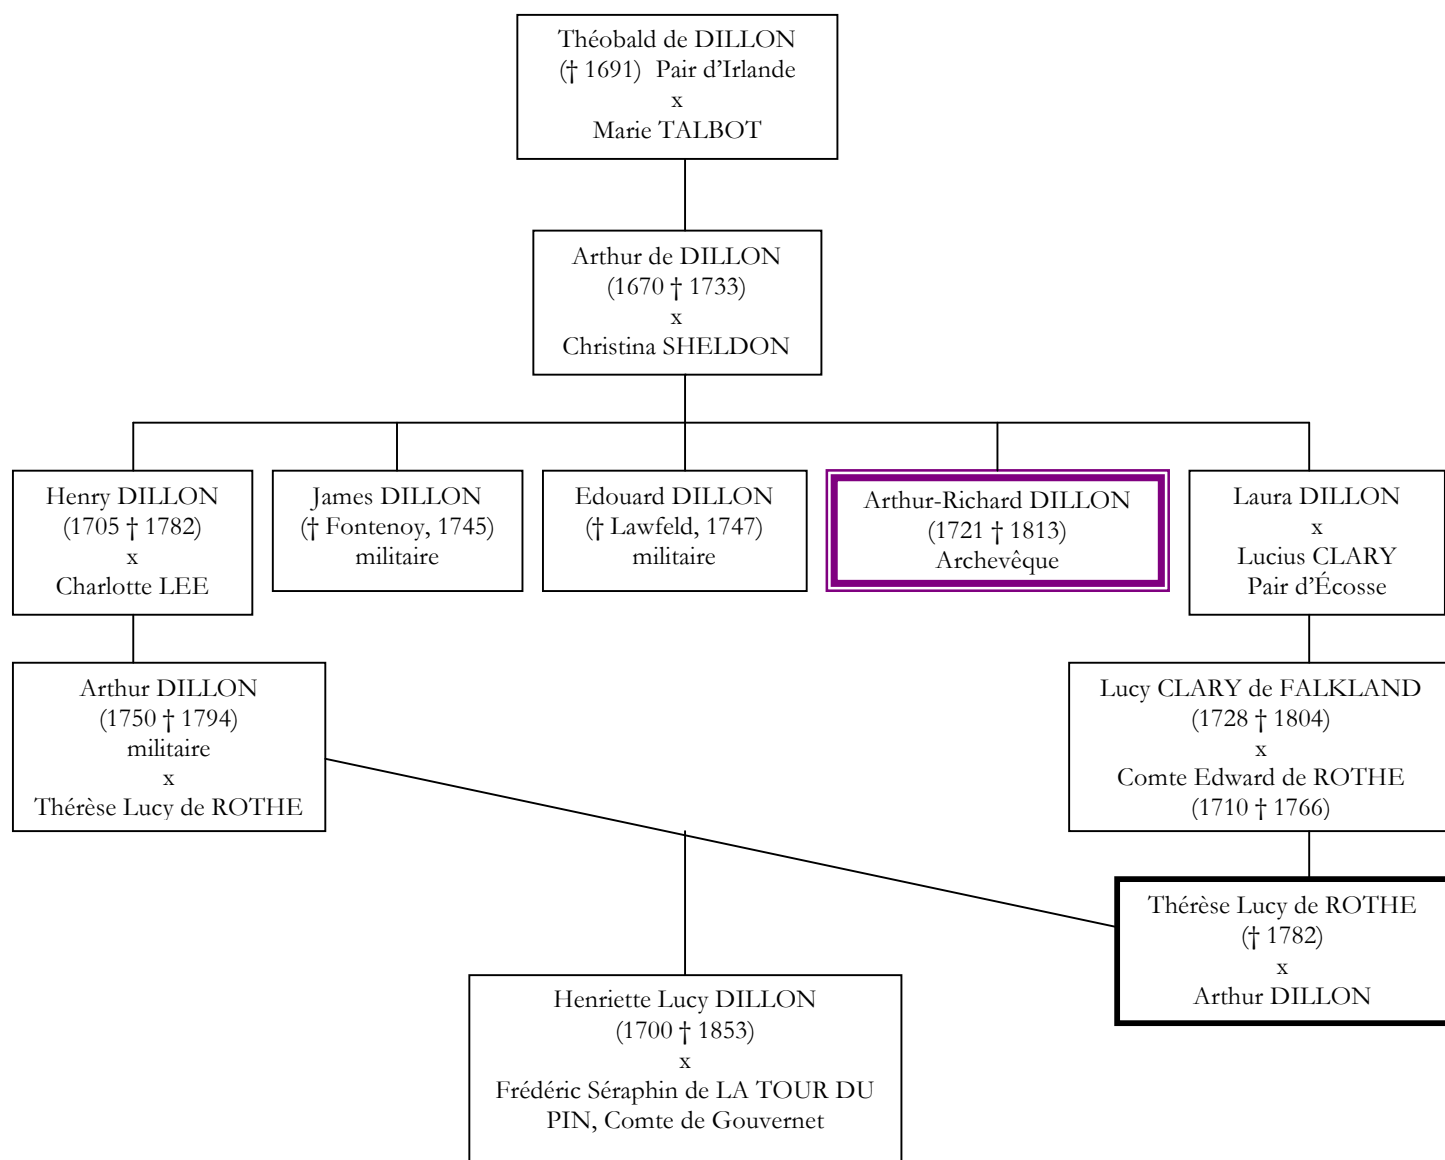 Théobald de DILLON
(† 1691) Pair d’Irlande
x
Marie TALBOT
Arthur de DILLON
(1670 † 1733)
x
Christina SHELDON
Henry DILLON
(1705 † 1782)
x
Charlotte LEE
James DILLON
(† Fontenoy, 1745)
militaire
Edouard DILLON
(† Lawfeld, 1747)
militaire
Arthur-Richard DILLON
(1721 † 1813)
Archevêque
Laura DILLON
x
Lucius CLARY
Pair d’Écosse
Arthur DILLON
(1750 † 1794)
militaire
x
Thérèse Lucy de ROTHE
Lucy CLARY de FALKLAND
(1728 † 1804)
x
Comte Edward de ROTHE
(1710 † 1766)
Thérèse Lucy de ROTHE
(† 1782)
x
Arthur DILLON
Henriette Lucy DILLON
(1700 † 1853)
x
Frédéric Séraphin de LA TOUR DU
PIN, Comte de Gouvernet